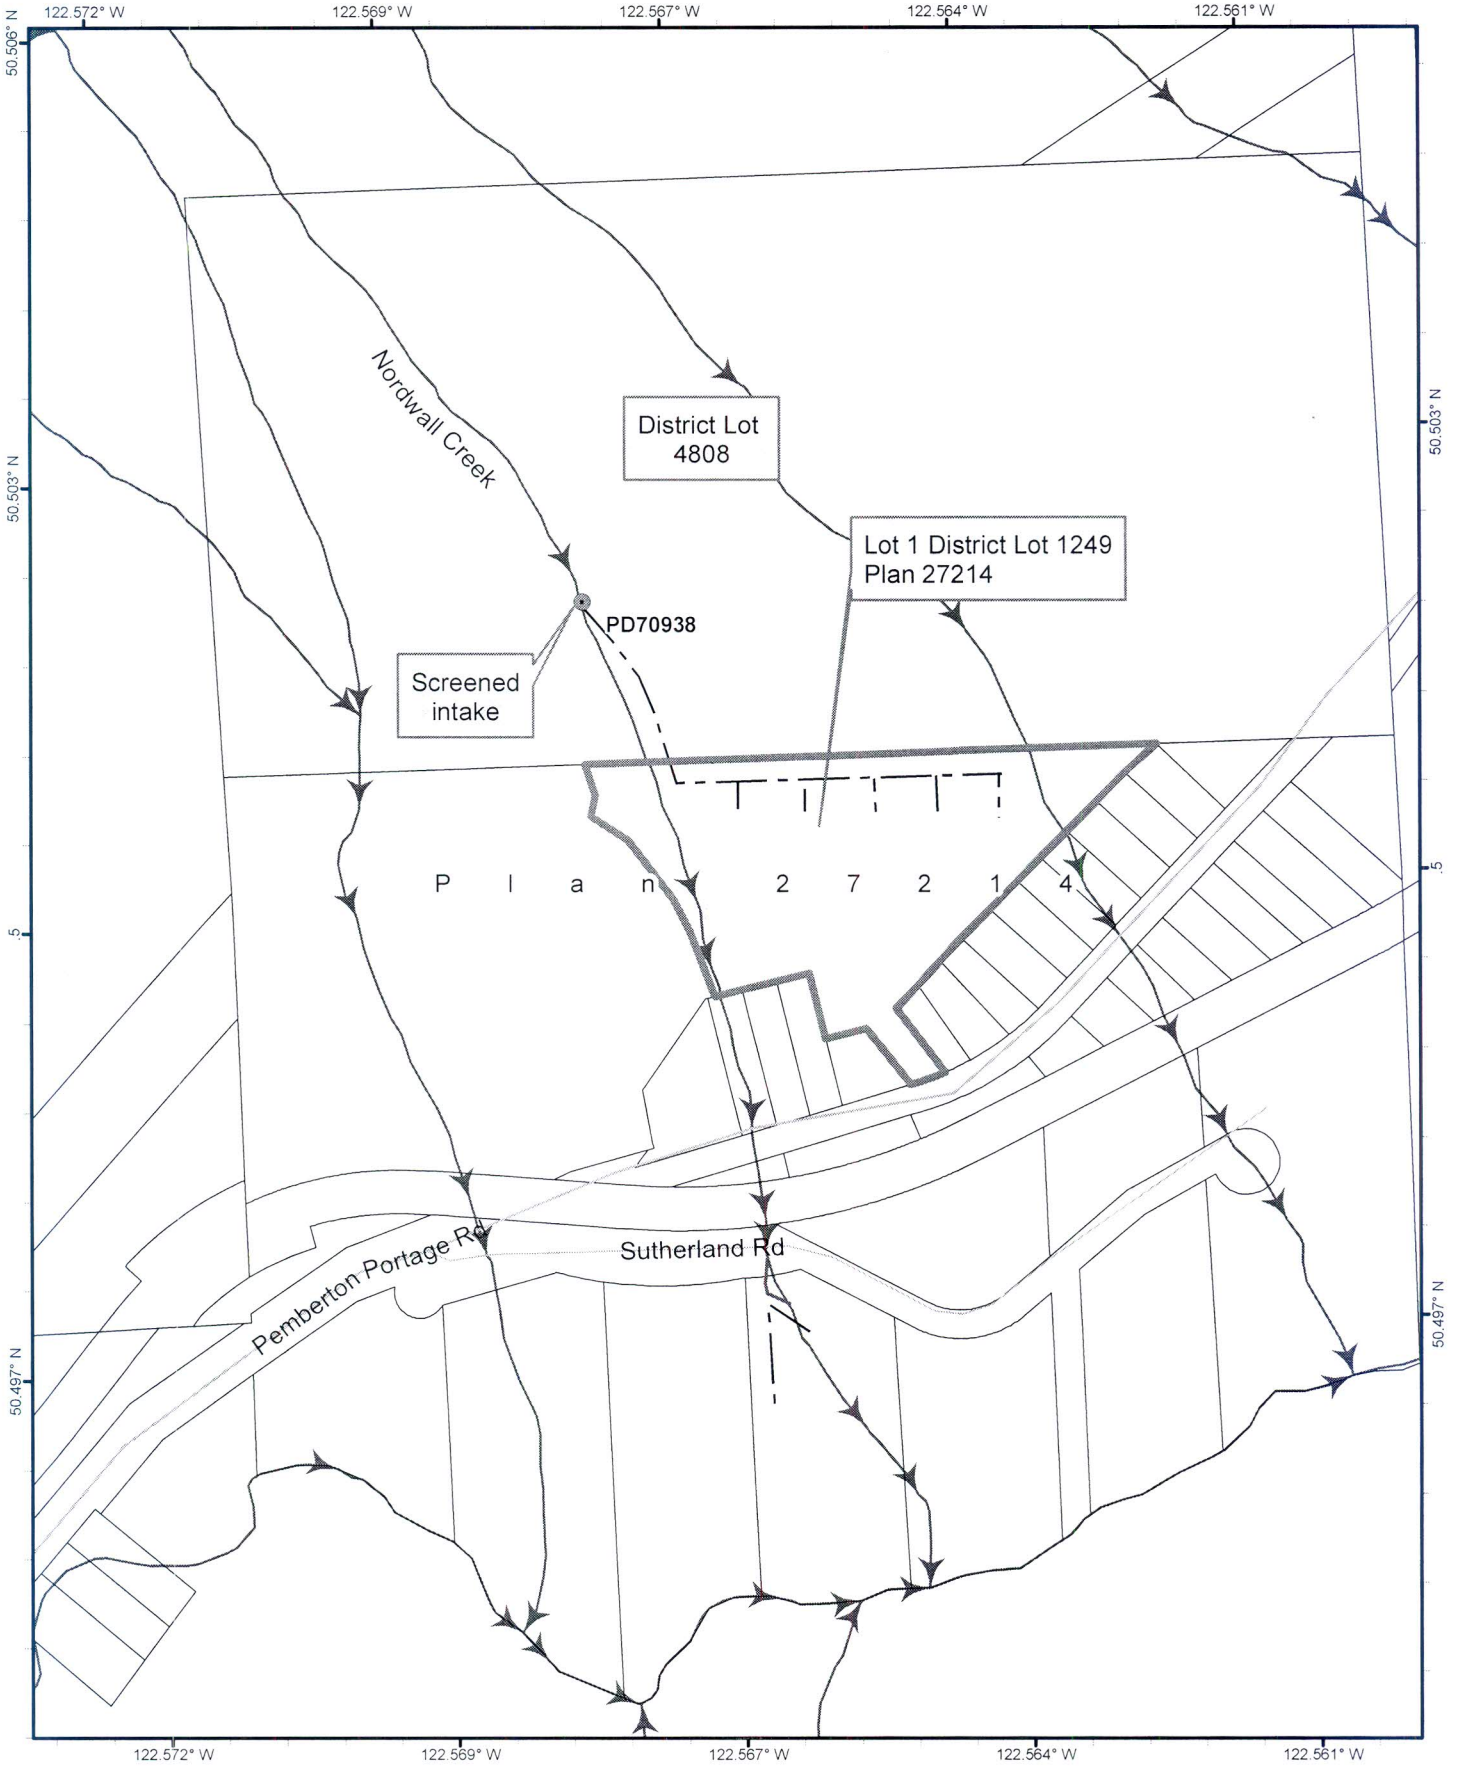 122.572° W
122.569° W
122.567° W
122.564° W
122.561° W
50.506° N
50.503° N
50.503° N
Nordwall Creek
District Lot
4808
Lot 1 District Lot 1249
Plan 27214
PD70938
Screened
intake
Plan 27214
.5
.5
Pemberton Portage Rd
Sutherland Rd
50.497° N
50.497° N
122.572° W
122.569° W
122.567° W
122.564° W
122.561° W